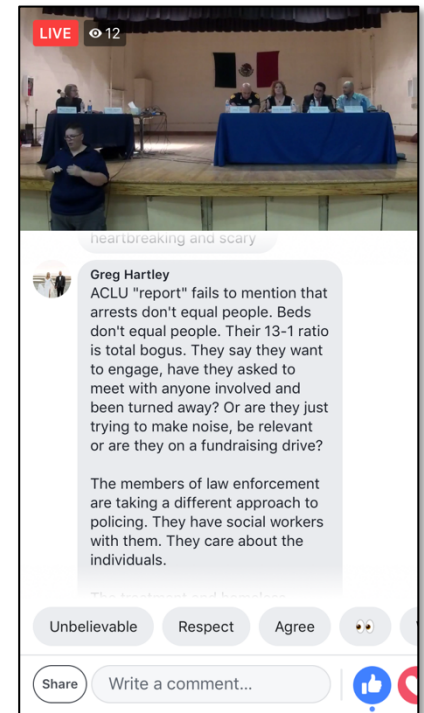 LIVE 12
heartbreaking and scary
Greg Hartley
ACLU "report" fails to mention that
arrests don't equal people. Beds
don't equal people. Their 13-1 ratio
is total bogus. They say they want
to engage, have they asked to
meet with anyone involved and
been turned away? Or are they just
trying to make noise, be relevant
or are they on a fundraising drive?
The members of law enforcement
are taking a different approach to
policing. They have social workers
with them. They care about the
individuals.
The treatment and homeless
Unbelievable Respect Agree 👀
Share Write a comment...